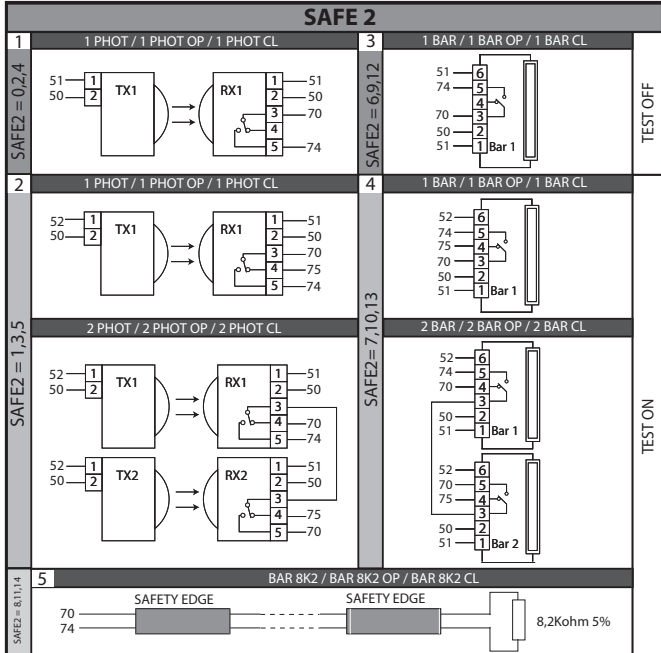 SAFE 2
1
1 PHOT / 1 PHOT OP / 1 PHOT CL
SAFE2 = 0,2,4
51 1 TX1 RX1 1 51
50 2 2 50
3 70
4
5 74
3
1 BAR / 1 BAR OP / 1 BAR CL
SAFE2 = 6,9,12
51 6
74 5
4
70 3
50 2
51 1 Bar 1
TEST OFF
2
1 PHOT / 1 PHOT OP / 1 PHOT CL
SAFE2 = 1,3,5
52 1 TX1 RX1 1 51
50 2 2 50
3 70
4 75
5 74
2 PHOT / 2 PHOT OP / 2 PHOT CL
52 1 TX1 RX1 1 51
50 2 2 50
3
4 70
5 74
52 1 TX2 RX2 1 51
50 2 2 50
3
4 75
5 70
4
1 BAR / 1 BAR OP / 1 BAR CL
SAFE2= 7,10,13
52 6
74 5
75 4
70 3
50 2
51 1 Bar 1
2 BAR / 2 BAR OP / 2 BAR CL
52 6
74 5
70 4
3
50 2
51 1 Bar 1
52 6
70 5
75 4
3
50 2
51 1 Bar 2
TEST ON
SAFE2 = 8,11,14
5
BAR 8K2 / BAR 8K2 OP / BAR 8K2 CL
SAFETY EDGE SAFETY EDGE
70
74
8,2Kohm 5%